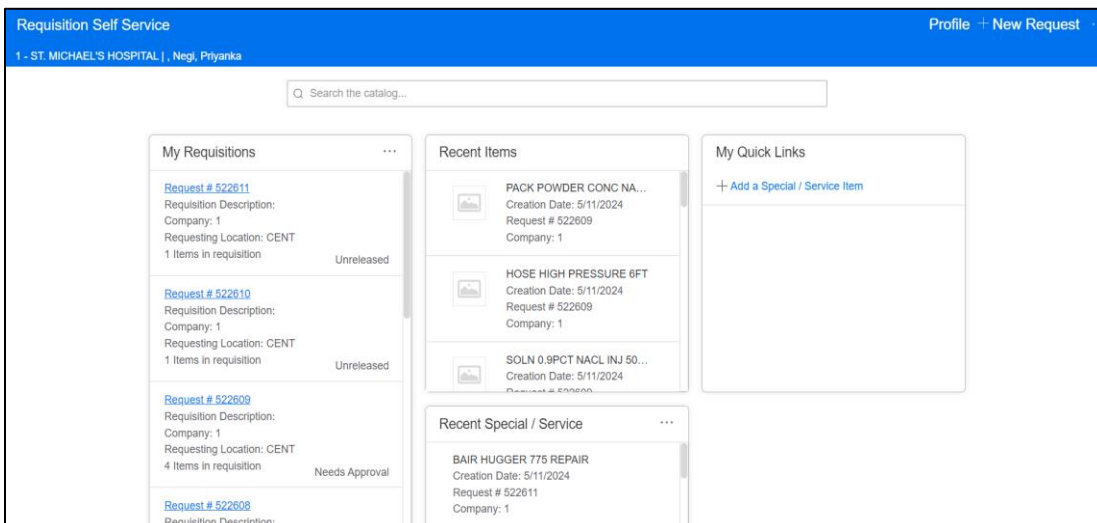 Requisition Self Service
Profile + New Request
1 - ST. MICHAEL'S HOSPITAL | , Negi, Priyanka
Search the catalog...
My Requisitions ...
Request # 522611
Requisition Description:
Company: 1
Requesting Location: CENT
1 Items in requisition
Unreleased
Request # 522610
Requisition Description:
Company: 1
Requesting Location: CENT
1 Items in requisition
Unreleased
Request # 522609
Requisition Description:
Company: 1
Requesting Location: CENT
4 Items in requisition
Needs Approval
Request # 522608
Requisition Description:
Recent Items
PACK POWDER CONC NA...
Creation Date: 5/11/2024
Request # 522609
Company: 1
HOSE HIGH PRESSURE 6FT
Creation Date: 5/11/2024
Request # 522609
Company: 1
SOLN 0.9PCT NACL INJ 50...
Creation Date: 5/11/2024
Request # 522609
Recent Special / Service ...
BAIR HUGGER 775 REPAIR
Creation Date: 5/11/2024
Request # 522611
Company: 1
My Quick Links
+ Add a Special / Service Item